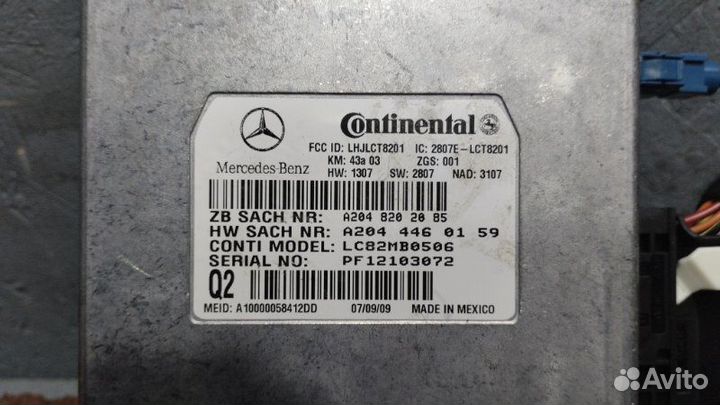 Continental
FCC ID: LHJLCT8201 IC: 2807E-LCT8201
KM: 43a 03 ZGS: 001
Mercedes-Benz
HW: 1307 SW: 2807 NAD: 3107
ZB SACH NR: A204 820 20 85
HW SACH NR: A204 446 01 59
CONTI MODEL: LC82MB0506
SERIAL NO: PF12103072
Q2
MEID: A10000058412DD 07/09/09 MADE IN MEXICO
Avito